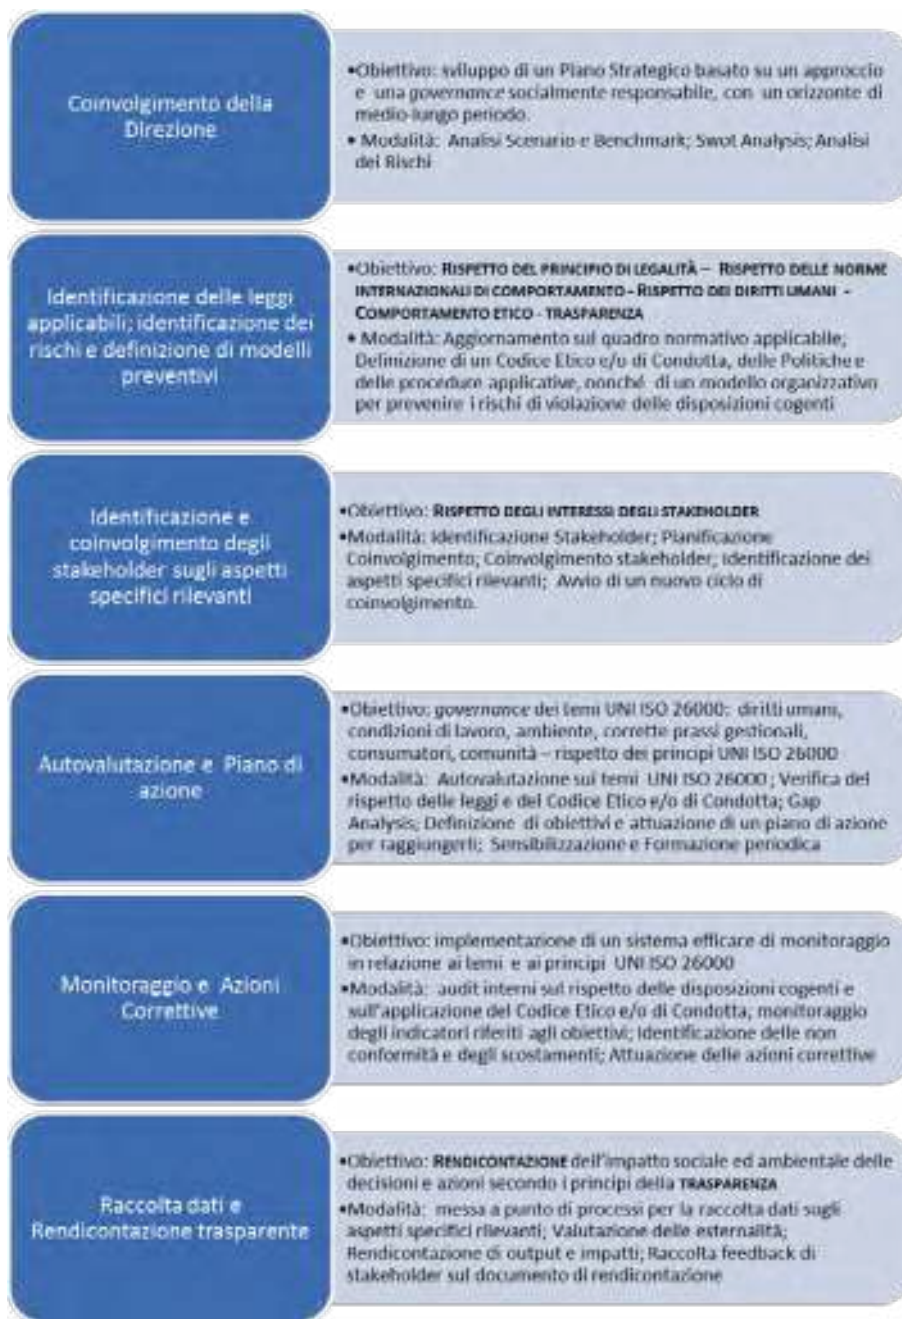 Coinvolgimento della
Direzione
•Obiettivo: sviluppo di un Piano Strategico basato su un approccio
e una governance socialmente responsabile, con un orizzonte di
medio-lungo periodo.
• Modalità: Analisi Scenario e Benchmark; Swot Analysis; Analisi
dei Rischi
Identificazione delle leggi
applicabili; identificazione dei
rischi e definizione di modelli
preventivi
•Obiettivo: RISPETTO DEL PRINCIPIO DI LEGALITÀ – RISPETTO DELLE NORME
INTERNAZIONALI DI COMPORTAMENTO - RISPETTO DEI DIRITTI UMANI -
COMPORTAMENTO ETICO - TRASPARENZA
• Modalità: Aggiornamento sul quadro normativo applicabile;
Definizione di un Codice Etico e/o di Condotta, delle Politiche e
delle procedure applicative, nonché di un modello organizzativo
per prevenire i rischi di violazione delle disposizioni cogenti
Identificazione e
coinvolgimento degli
stakeholder sugli aspetti
specifici rilevanti
•Obiettivo: RISPETTO DEGLI INTERESSI DEGLI STAKEHOLDER
•Modalità: Identificazione Stakeholder; Pianificazione
Coinvolgimento; Coinvolgimento stakeholder; Identificazione dei
aspetti specifici rilevanti; Avvio di un nuovo ciclo di
coinvolgimento.
Autovalutazione e Piano di
azione
•Obiettivo: governance dei temi UNI ISO 26000: diritti umani,
condizioni di lavoro, ambiente, corrette prassi gestionali,
consumatori, comunità – rispetto dei principi UNI ISO 26000
•Modalità: Autovalutazione sui temi UNI ISO 26000 ; Verifica del
rispetto delle leggi e del Codice Etico e/o di Condotta; Gap
Analysis; Definizione di obiettivi e attuazione di un piano di azione
per raggiungerli; Sensibilizzazione e Formazione periodica
Monitoraggio e Azioni
Correttive
•Obiettivo: implementazione di un sistema efficace di monitoraggio
in relazione ai temi e ai principi UNI ISO 26000
•Modalità: audit interni sul rispetto delle disposizioni cogenti e
sull'applicazione del Codice Etico e/o di Condotta, monitoraggio
degli indicatori riferiti agli obiettivi; Identificazione delle non
conformità e degli scostamenti; Attuazione delle azioni correttive
Raccolta dati e
Rendicontazione trasparente
•Obiettivo: RENDICONTAZIONE dell'impatto sociale ed ambientale delle
decisioni e azioni secondo i principi della TRASPARENZA
•Modalità: messa a punto di processi per la raccolta dati sugli
aspetti specifici rilevanti; Valutazione delle esternalità;
Rendicontazione di output e impatti; Raccolta feedback di
stakeholder sul documento di rendicontazione